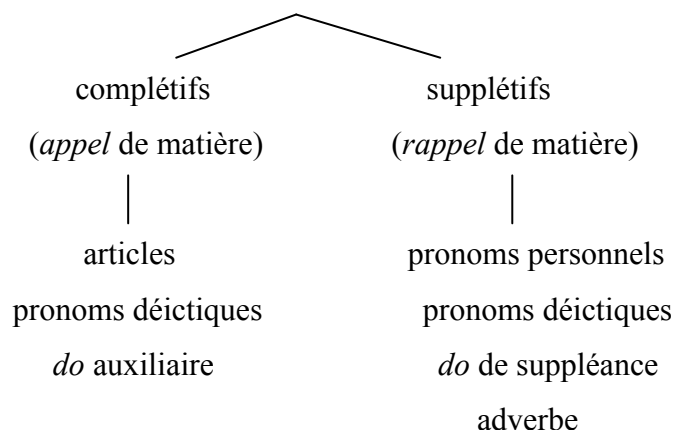 complétifs supplétifs
(appel de matière) (rappel de matière)
articles pronoms personnels
pronoms déictiques pronoms déictiques
do auxiliaire do de suppléance
adverbe